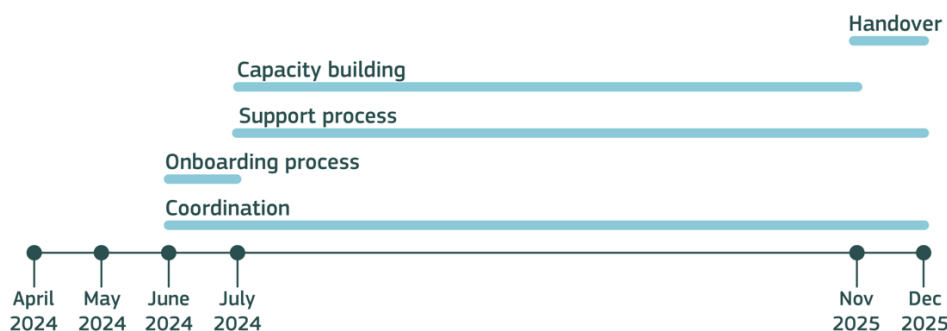 Handover
Capacity building
Support process
Onboarding process
Coordination
April May June July Nov Dec
2024 2024 2024 2024 2025 2025